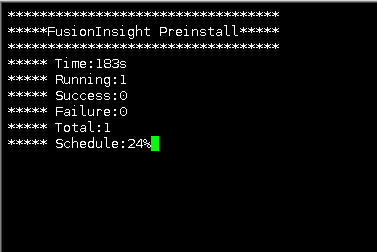 **********************************
*****FusionInsight Preinstall*****
**********************************
***** Time:183s
***** Running:1
***** Success:0
***** Failure:0
***** Total:1
***** Schedule:24%